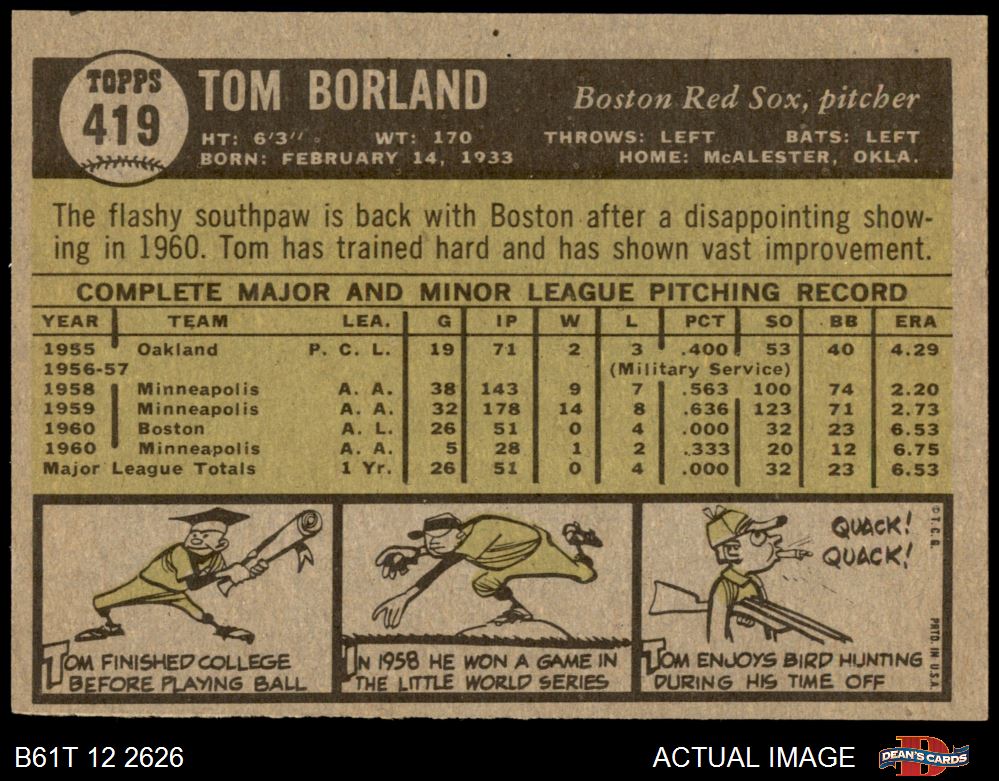 TOPPS
419
TOM BORLAND
Boston Red Sox, pitcher
HT: 6'3" WT: 170 THROWS: LEFT BATS: LEFT
BORN: FEBRUARY 14, 1933 HOME: McALESTER, OKLA.
The flashy southpaw is back with Boston after a disappointing show-
ing in 1960. Tom has trained hard and has shown vast improvement.
COMPLETE MAJOR AND MINOR LEAGUE PITCHING RECORD
YEAR TEAM LEA. G IP W L PCT SO BB ERA
1955 Oakland P. C. L. 19 71 2 3 .400 53 40 4.29
1956-57 (Military Service)
1958 Minneapolis A. A. 38 143 9 7 .563 100 74 2.20
1959 Minneapolis A. A. 32 178 14 8 .636 123 71 2.73
1960 Boston A. L. 26 51 0 4 .000 32 23 6.53
1960 Minneapolis A. A. 5 28 1 2 .333 20 12 6.75
Major League Totals 1 Yr. 26 51 0 4 .000 32 23 6.53
TOM FINISHED COLLEGE
BEFORE PLAYING BALL
IN 1958 HE WON A GAME IN
THE LITTLE WORLD SERIES
QUACK!
QUACK!
TOM ENJOYS BIRD HUNTING
DURING HIS TIME OFF
© T. C. G.
PRTD. IN U.S.A.
B61T 12 2626
ACTUAL IMAGE
DEAN'S CARDS